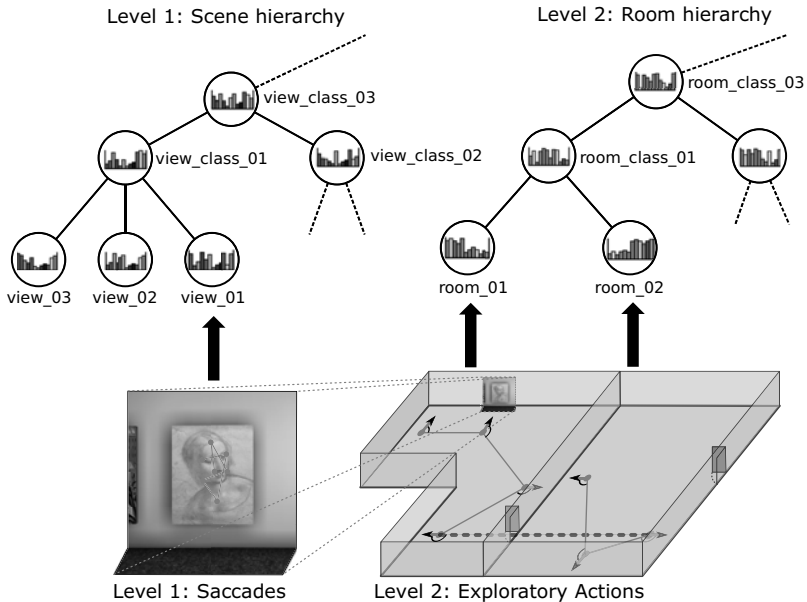 Level 1: Scene hierarchy
Level 2: Room hierarchy
view_class_03
room_class_03
view_class_01
view_class_02
room_class_01
view_03
view_02
view_01
room_01
room_02
Level 1: Saccades
Level 2: Exploratory Actions